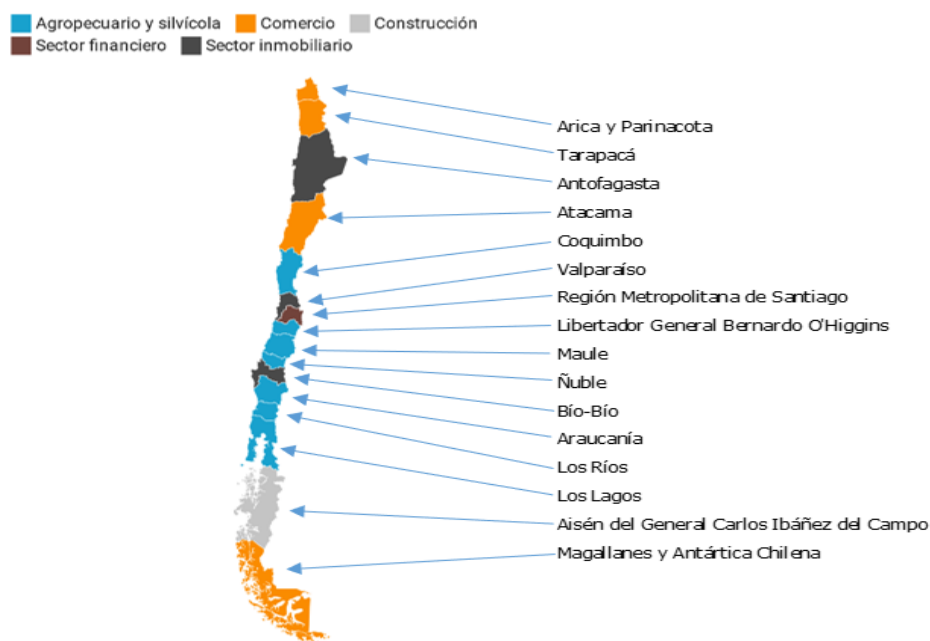 Agropecuario y silvícola Comercio Construcción
Sector financiero Sector inmobiliario
Arica y Parinacota
Tarapacá
Antofagasta
Atacama
Coquimbo
Valparaíso
Región Metropolitana de Santiago
Libertador General Bernardo O'Higgins
Maule
Ñuble
Bío-Bío
Araucanía
Los Ríos
Los Lagos
Aisén del General Carlos Ibáñez del Campo
Magallanes y Antártica Chilena